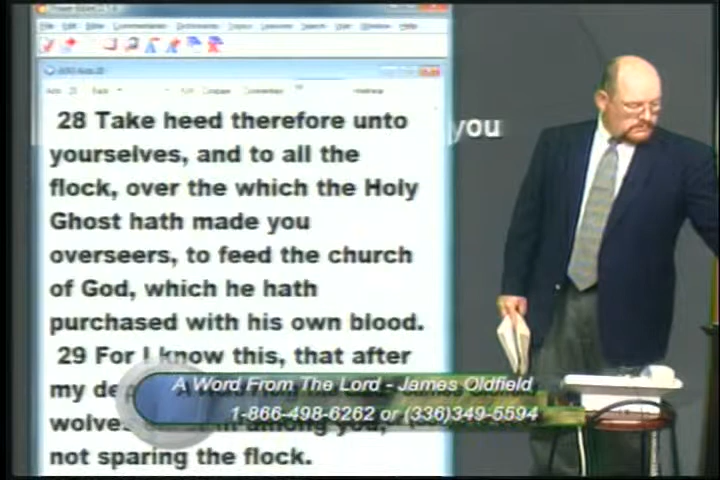 28 Take heed therefore unto
yourselves, and to all the
flock, over the which the Holy
Ghost hath made you
overseers, to feed the church
of God, which he hath
purchased with his own blood.
29 For I know this, that after
my
not sparing the flock.
you
A Word From The Lord - James Oldfield
1-866-498-6262 or (336)349-5594